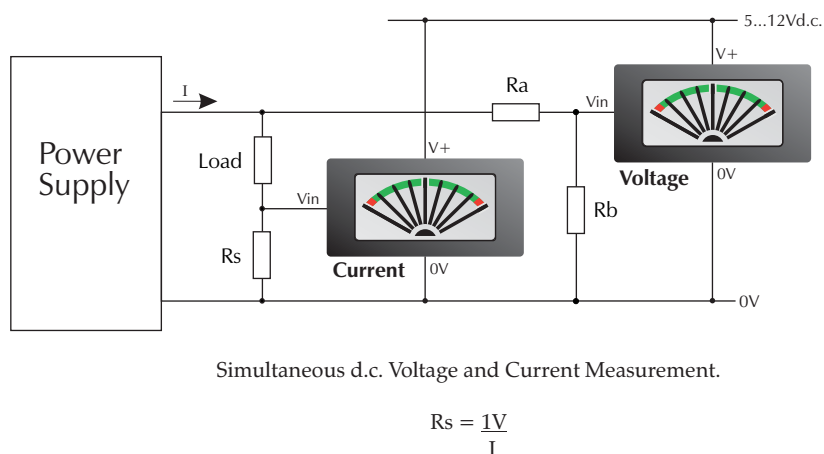 5...12Vd.c.
V+
I
Ra
Vin
Power
Supply
Load
V+
Voltage
0V
Vin
Rb
Rs
Current
0V
0V
Simultaneous d.c. Voltage and Current Measurement.
Rs = 1V
I